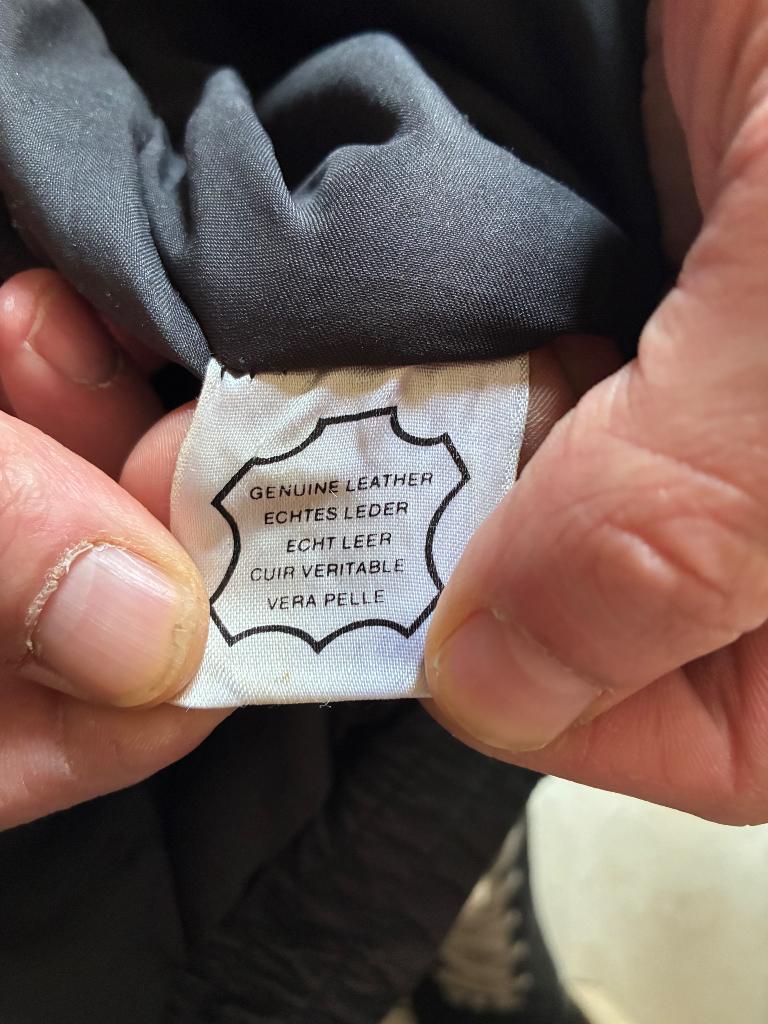 GENUINE LEATHER
ECHTES LEDER
ECHT LEER
CUIR VERITABLE
VERA PELLE